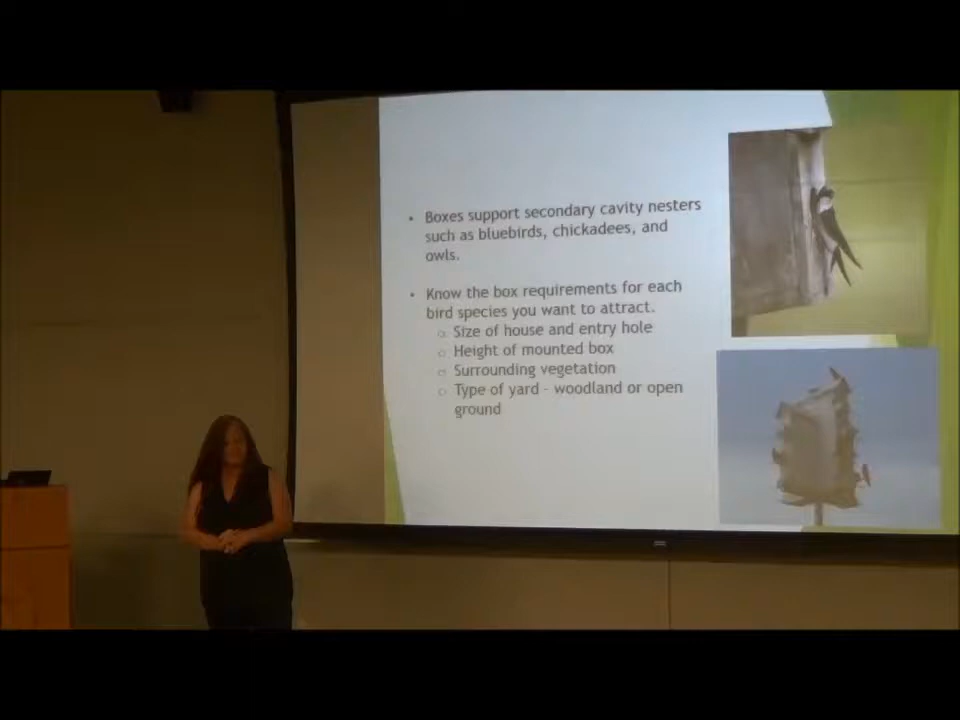 • Boxes support secondary cavity nesters
such as bluebirds, chickadees, and
owls.
• Know the box requirements for each
bird species you want to attract.
○ Size of house and entry hole
○ Height of mounted box
○ Surrounding vegetation
○ Type of yard - woodland or open
ground